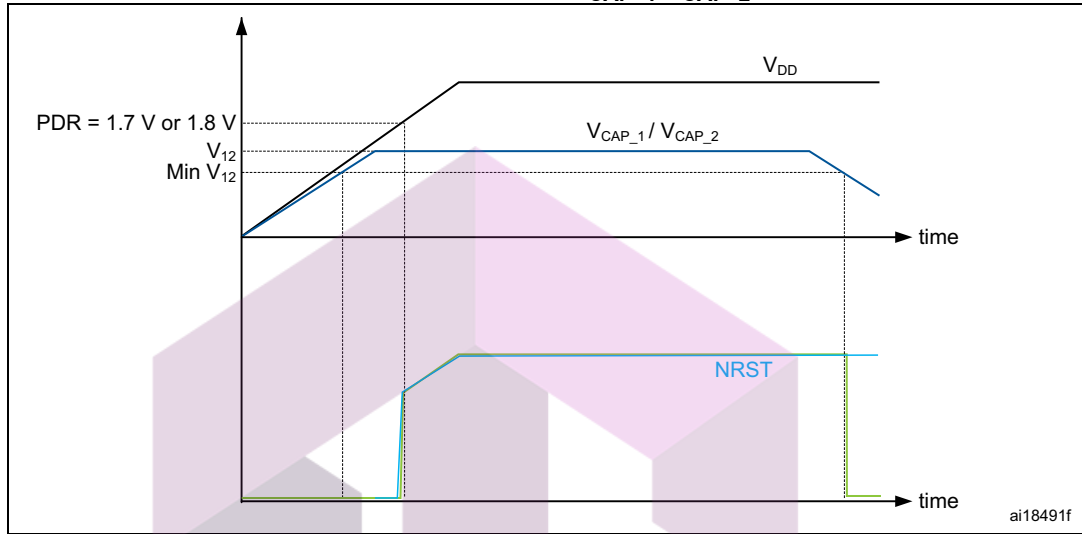 V_DD
PDR = 1.7 V or 1.8 V
V_CAP_1 / V_CAP_2
V_12
Min V_12
time
NRST
time
ai18491f